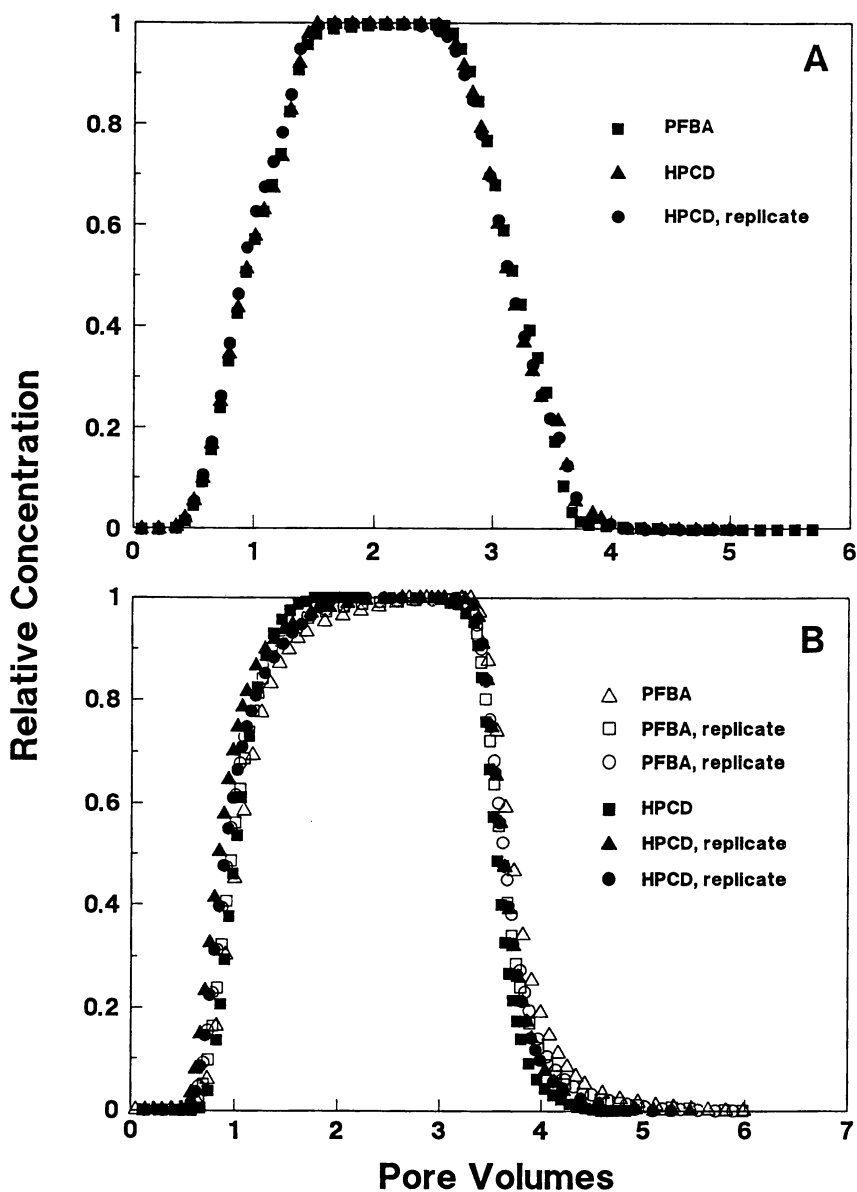 A
1
0.8
0.6
0.4
0.2
0
0
1
2
3
4
5
6
PFBA
HPCD
HPCD, replicate
Relative Concentration
B
1
0.8
0.6
0.4
0.2
0
0
1
2
3
4
5
6
7
PFBA
PFBA, replicate
PFBA, replicate
HPCD
HPCD, replicate
HPCD, replicate
Pore Volumes